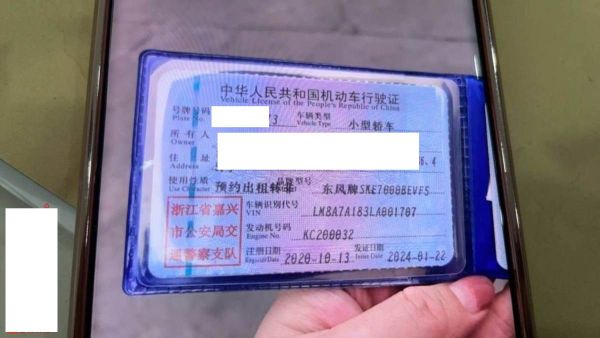 中华人民共和国机动车行驶证
Vehicle License of the People's Republic of China
号牌号码 3 车辆类型 小型轿车
Plate No. Vehicle Type
所有人
Owner
住址 6.4
Address
使用性质 预约出租转非 品牌型号 东风牌SKE7000BEVFS
Use Character
浙江省嘉兴
市公安局交
通警察支队
车辆识别代号 LMBA7A183LA001707
VIN
发动机号码 KC200032
Engine No.
注册日期 2020-10-13 发证日期 2024-01-22
Register Date Issue Date